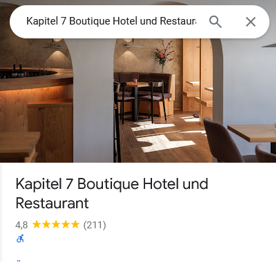 Kapitel 7 Boutique Hotel und Restaur
Kapitel 7 Boutique Hotel und
Restaurant
4,8 ★★★★★ (211)